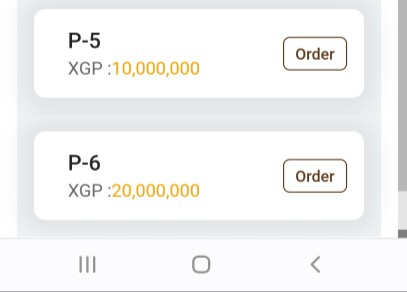 P-5
XGP :10,000,000
Order
P-6
XGP :20,000,000
Order